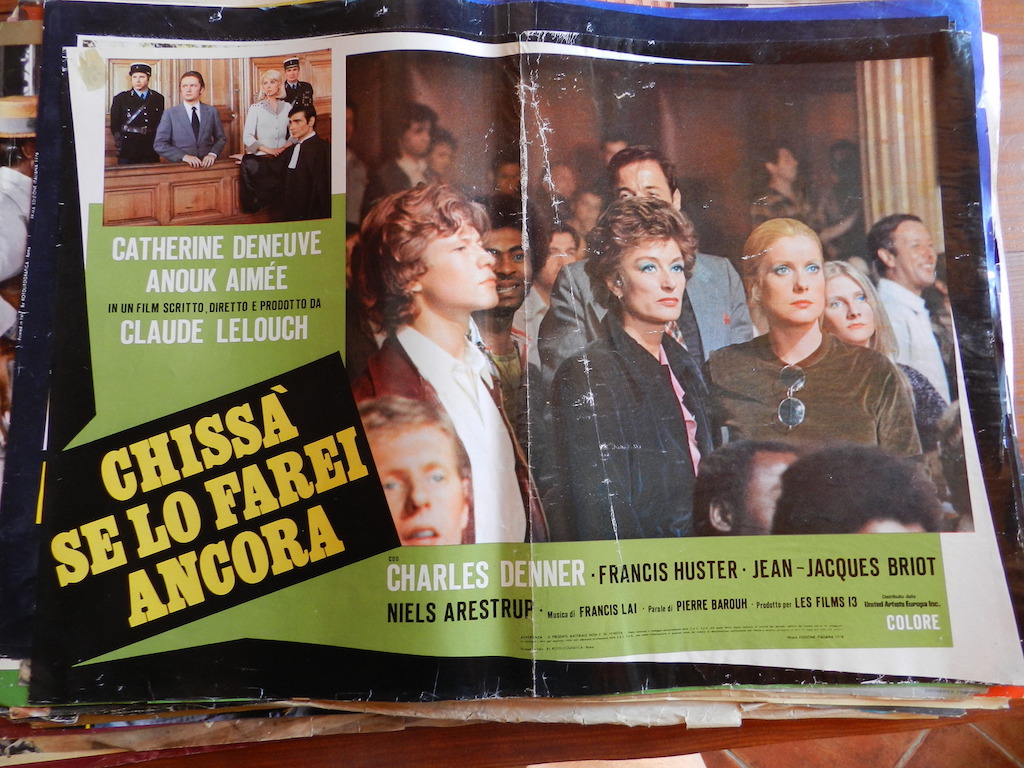 CATHERINE DENEUVE
ANOUK AIMÉE
IN UN FILM SCRITTO, DIRETTO E PRODOTTO DA
CLAUDE LELOUCH
CHISSÀ
SE LO FAREI
ANCORA
CON
CHARLES DENNER · FRANCIS HUSTER · JEAN-JACQUES BRIOT
NIELS ARESTRUP · Musica di FRANCIS LAI · Parole di PIERRE BAROUH · Prodotto per LES FILMS 13
Distribuito dalla
United Artists Europa Inc.
COLORE